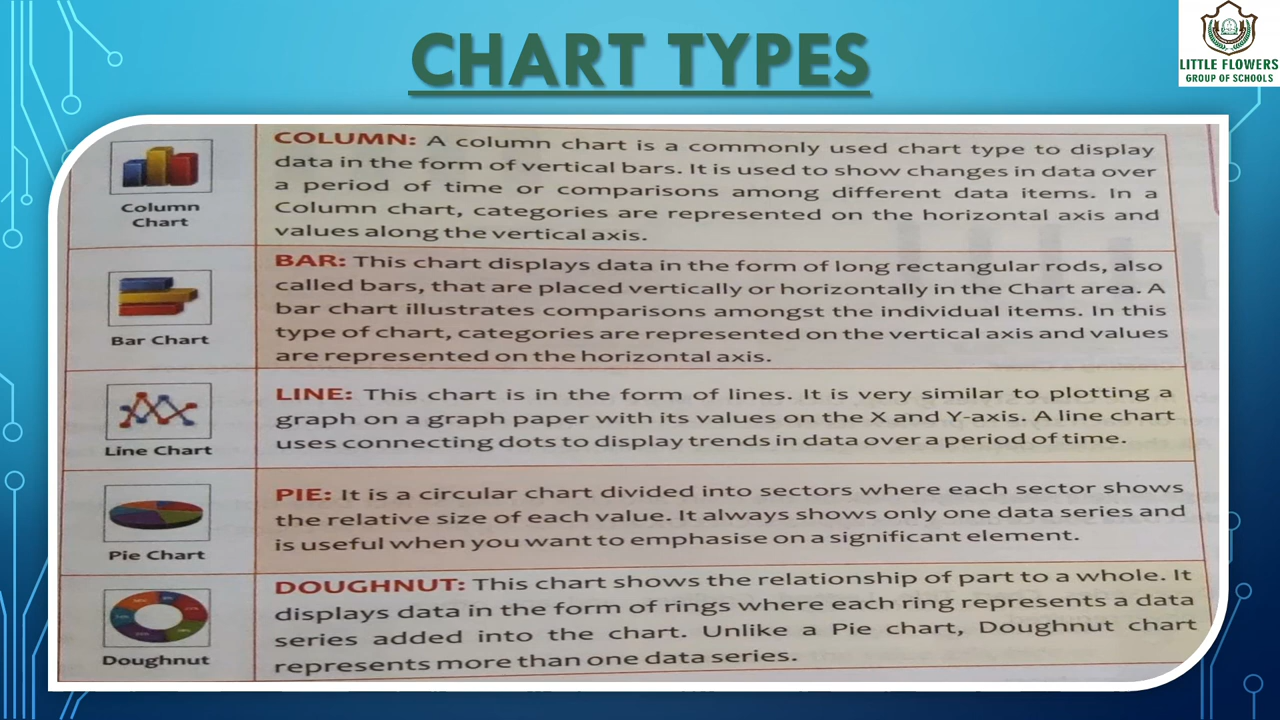 CHART TYPES
LITTLE FLOWERS
GROUP OF SCHOOLS
Column
Chart
COLUMN: A column chart is a commonly used chart type to display
data in the form of vertical bars. It is used to show changes in data over
a period of time or comparisons among different data items. In a
Column chart, categories are represented on the horizontal axis and
values along the vertical axis.
Bar Chart
BAR: This chart displays data in the form of long rectangular rods, also
called bars, that are placed vertically or horizontally in the Chart area. A
bar chart illustrates comparisons amongst the individual items. In this
type of chart, categories are represented on the vertical axis and values
are represented on the horizontal axis.
Line Chart
LINE: This chart is in the form of lines. It is very similar to plotting a
graph on a graph paper with its values on the X and Y-axis. A line chart
uses connecting dots to display trends in data over a period of time.
Pie Chart
PIE: It is a circular chart divided into sectors where each sector shows
the relative size of each value. It always shows only one data series and
is useful when you want to emphasise on a significant element.
Doughnut
DOUGHNUT: This chart shows the relationship of part to a whole. It
displays data in the form of rings where each ring represents a data
series added into the chart. Unlike a Pie chart, Doughnut chart
represents more than one data series.